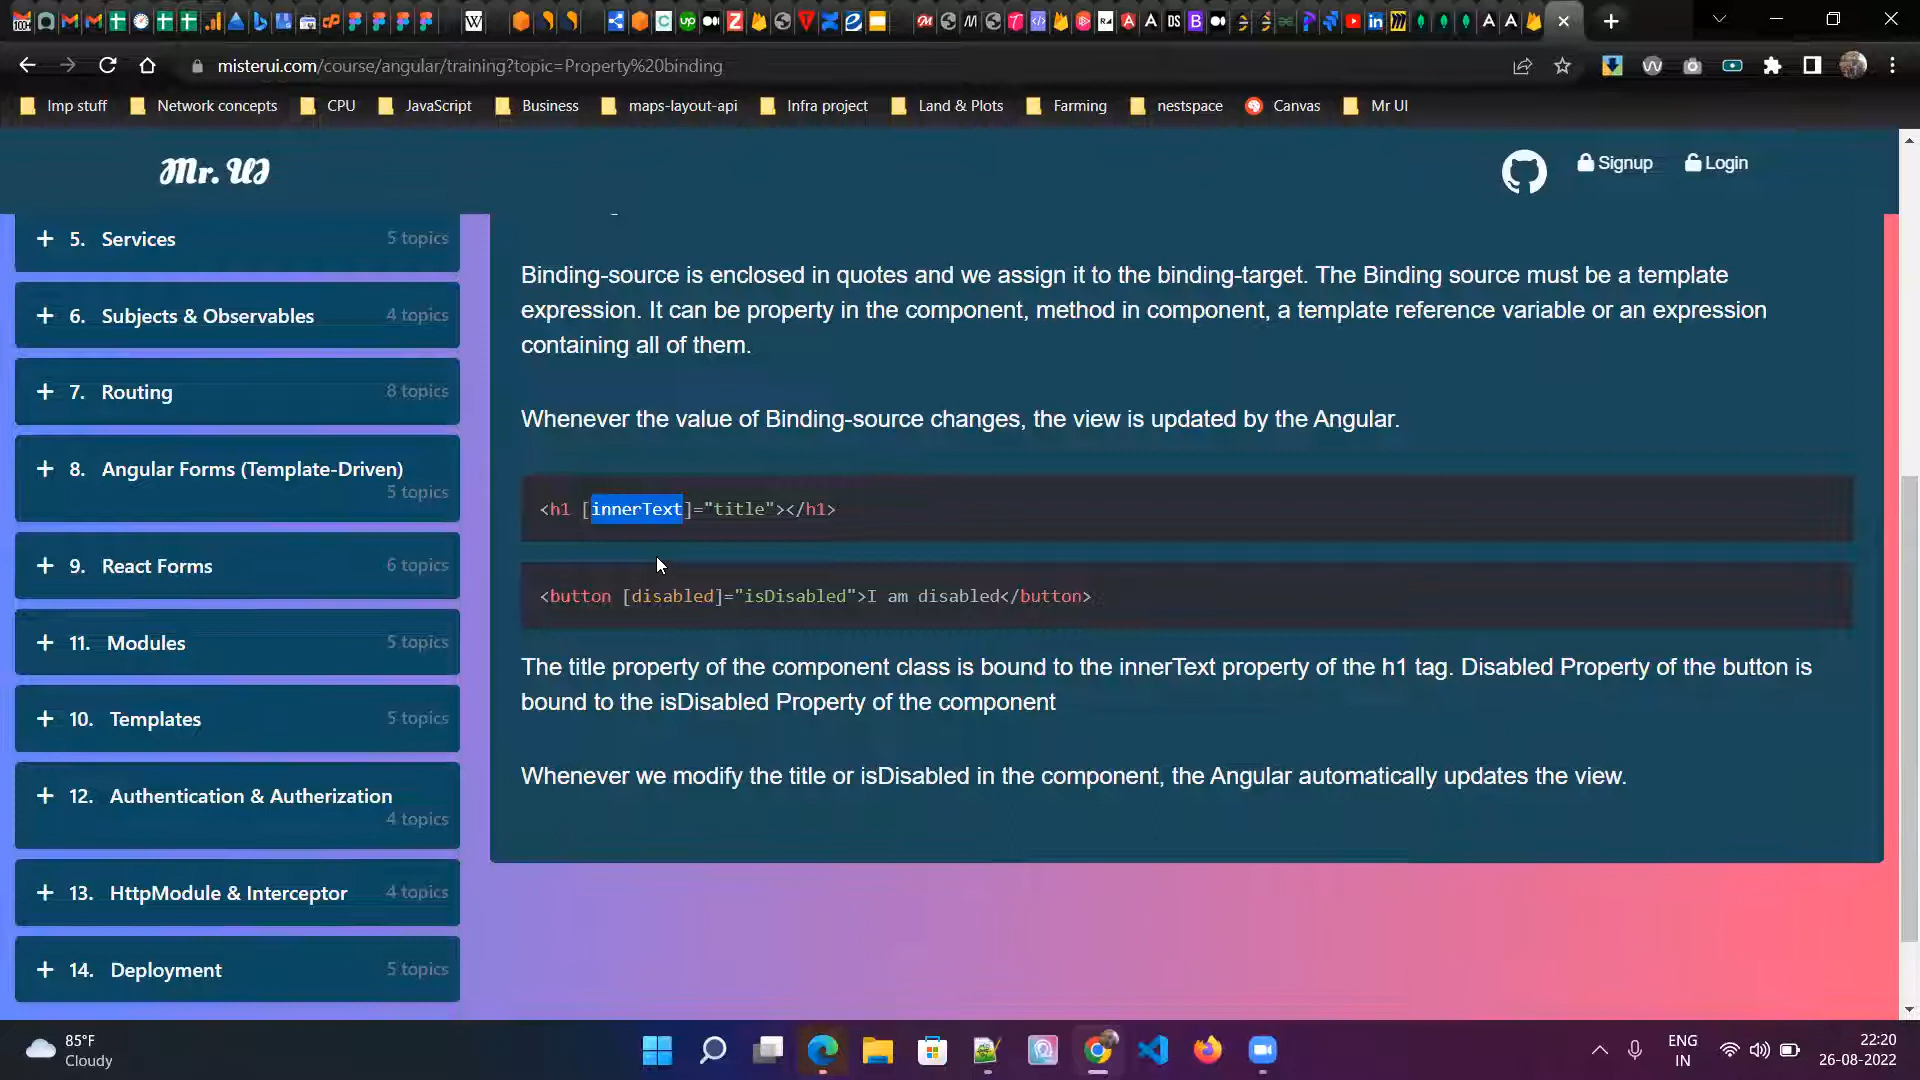 misterui.com/course/angular/training?topic=Property%20binding
Imp stuff
Network concepts
CPU
JavaScript
Business
maps-layout-api
Infra project
Land & Plots
Farming
nestspace
Canvas
Mr UI
Mr. UI
Signup
Login
+ 5. Services 5 topics
+ 6. Subjects & Observables 4 topics
+ 7. Routing 8 topics
+ 8. Angular Forms (Template-Driven)
5 topics
+ 9. React Forms 6 topics
+ 11. Modules 5 topics
+ 10. Templates 5 topics
+ 12. Authentication & Autherization
4 topics
+ 13. HttpModule & Interceptor 4 topics
+ 14. Deployment 5 topics
Binding-source is enclosed in quotes and we assign it to the binding-target. The Binding source must be a template
expression. It can be property in the component, method in component, a template reference variable or an expression
containing all of them.
Whenever the value of Binding-source changes, the view is updated by the Angular.
<h1 [innerText]="title"></h1>
<button [disabled]="isDisabled">I am disabled</button>
The title property of the component class is bound to the innerText property of the h1 tag. Disabled Property of the button is
bound to the isDisabled Property of the component
Whenever we modify the title or isDisabled in the component, the Angular automatically updates the view.
85°F
Cloudy
ENG
IN
22:20
26-08-2022